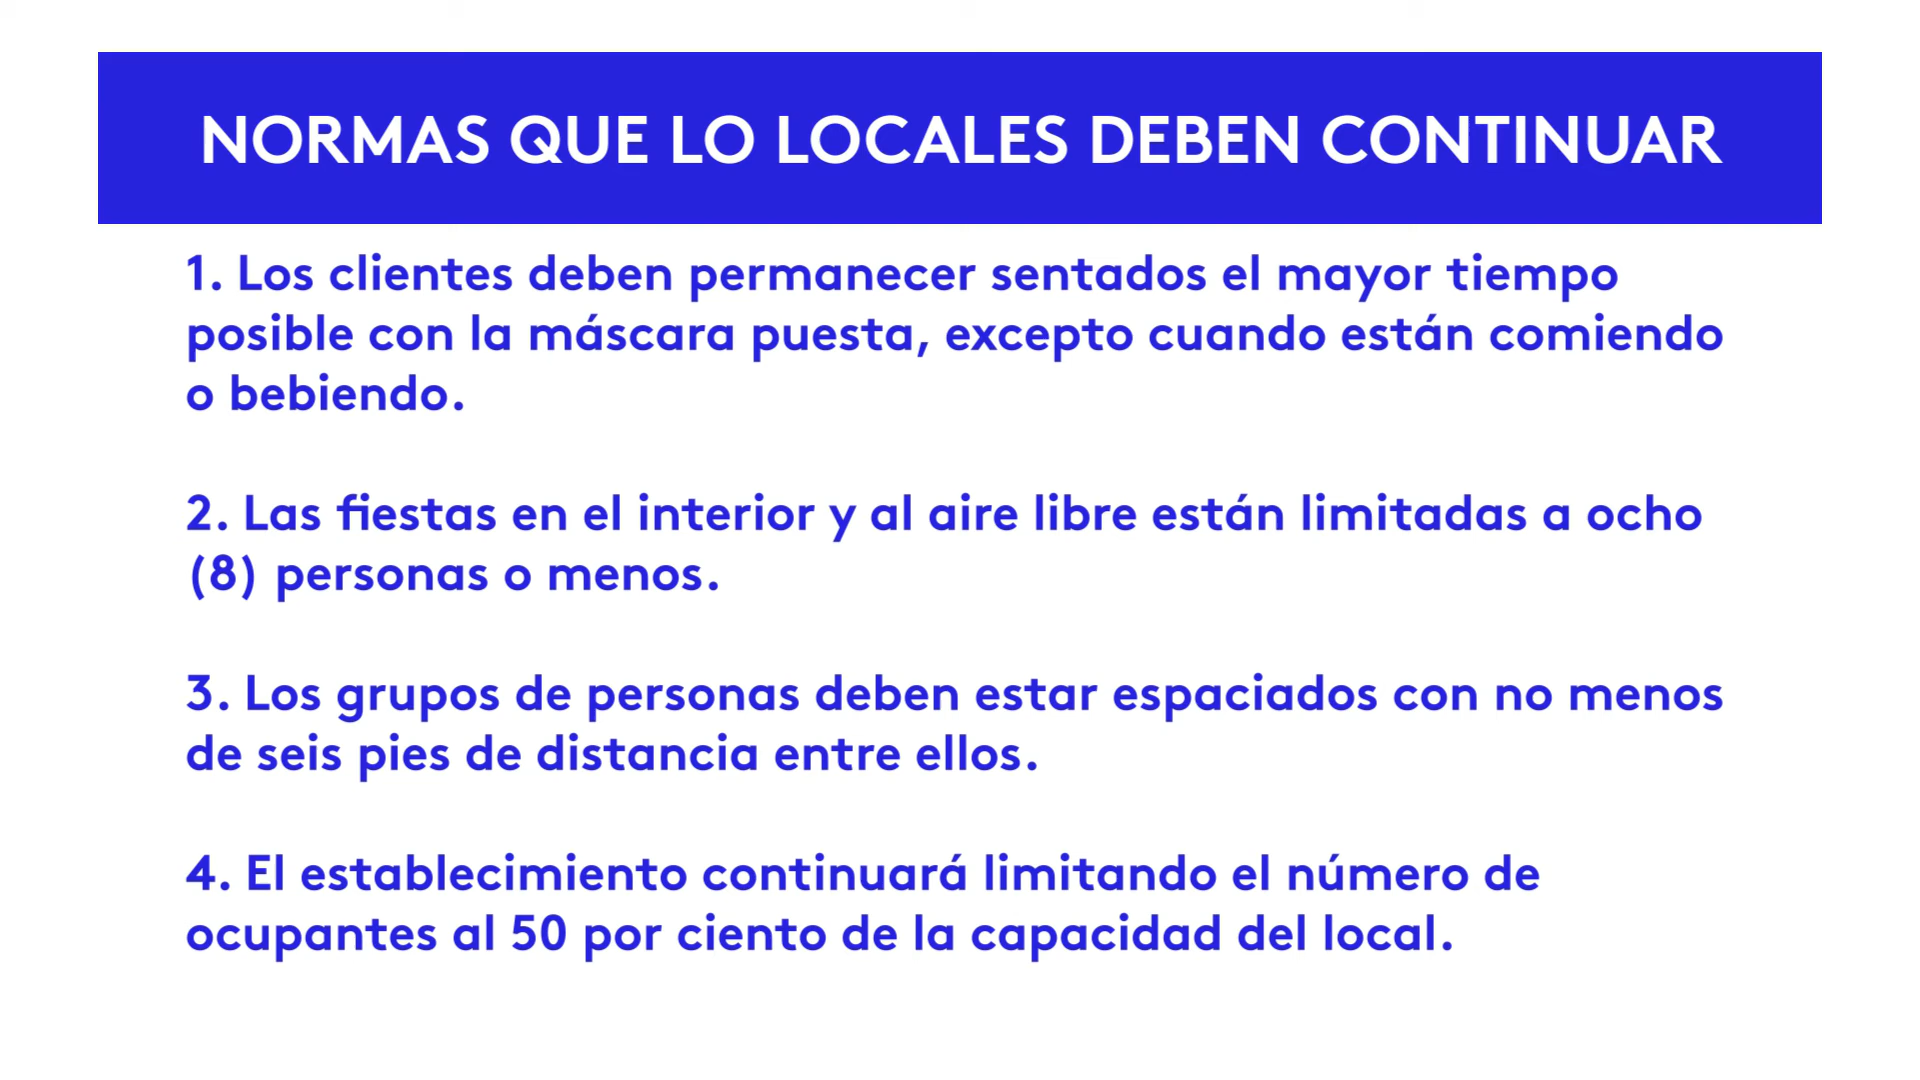 NORMAS QUE LO LOCALES DEBEN CONTINUAR
1. Los clientes deben permanecer sentados el mayor tiempo
posible con la máscara puesta, excepto cuando están comiendo
o bebiendo.
2. Las fiestas en el interior y al aire libre están limitadas a ocho
(8) personas o menos.
3. Los grupos de personas deben estar espaciados con no menos
de seis pies de distancia entre ellos.
4. El establecimiento continuará limitando el número de
ocupantes al 50 por ciento de la capacidad del local.